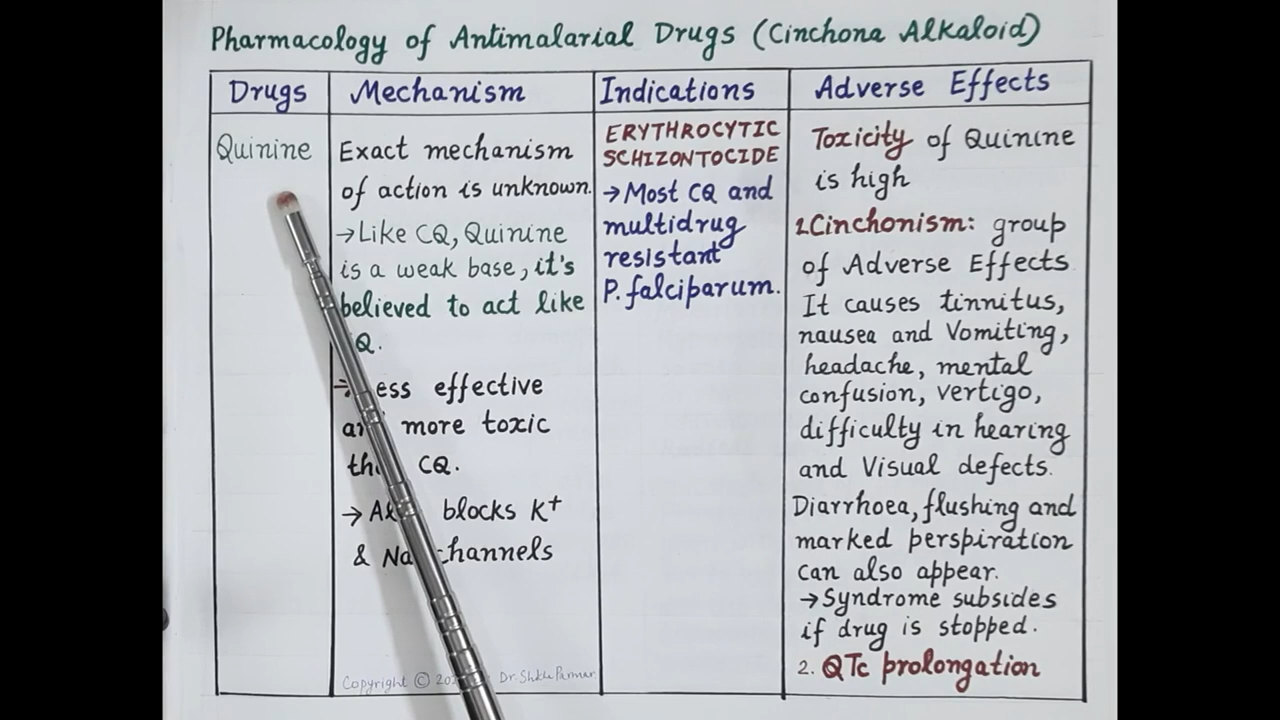 Pharmacology of Antimalarial Drugs (Cinchona Alkaloid)
Drugs
Mechanism
Indications
Adverse Effects
Quinine
Exact mechanism
of action is unknown.
→Like CQ, Quinine
is a weak base, it's
believed to act like
Q.
ess effective
more toxic
CQ.
→ blocks K+
& Na channels
ERYTHROCYTIC
SCHIZONTOCIDE
→Most CQ and
multidrug
resistant
P. falciparum.
Toxicity of Quinine
is high
1. Cinchonism: group
of Adverse Effects
It causes tinnitus,
nausea and Vomiting,
headache, mental
confusion, vertigo,
difficulty in hearing
and Visual defects.
Diarrhoea, flushing and
marked perspiration
can also appear.
→Syndrome subsides
if drug is stopped.
2. QTc prolongation
Copyright © Dr.